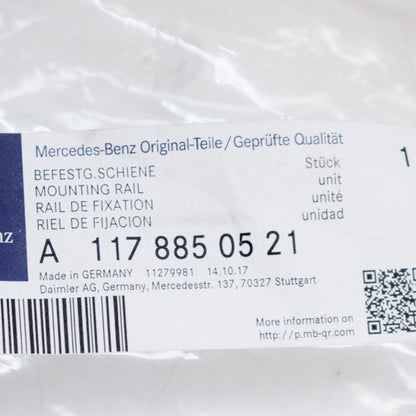 Mercedes-Benz Original-Teile/Geprüfte Qualität
BEFESTG.SCHIENE Stück 1
MOUNTING RAIL unit
RAIL DE FIXATION unité
RIEL DE FIJACION unidad
nz
A 117 885 05 21
Made in GERMANY 11279981 14.10.17
Daimler AG, Germany, Mercedesstr. 137, 70327 Stuttgart
More information on
http://p.mb-qr.com